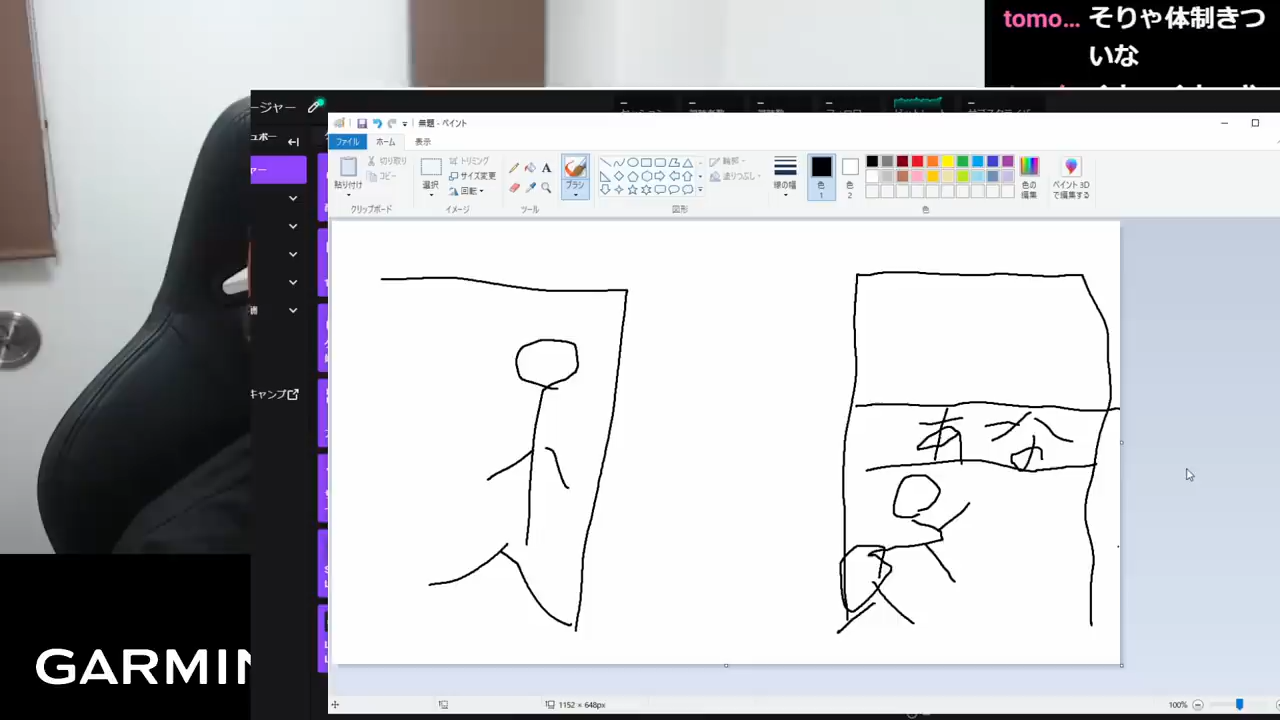 tomo… そりゃ体制きつ
いな
ージャー
無題 - ペイント
ファイル
ホーム
表示
貼り付け
切り取り
コピー
クリップボード
選択
トリミング
サイズ変更
回転
イメージ
A
ツール
ブラシ
輪郭
塗りつぶし
図形
線の幅
色
1
色
2
色の
編集
ペイント 3D
で編集する
色
キャンプ
あ
GARMIN
1152 × 648px
100%